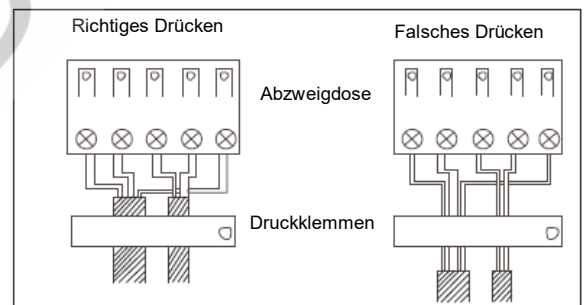 Richtiges Drücken
Falsches Drücken
Abzweigdose
Druckklemmen